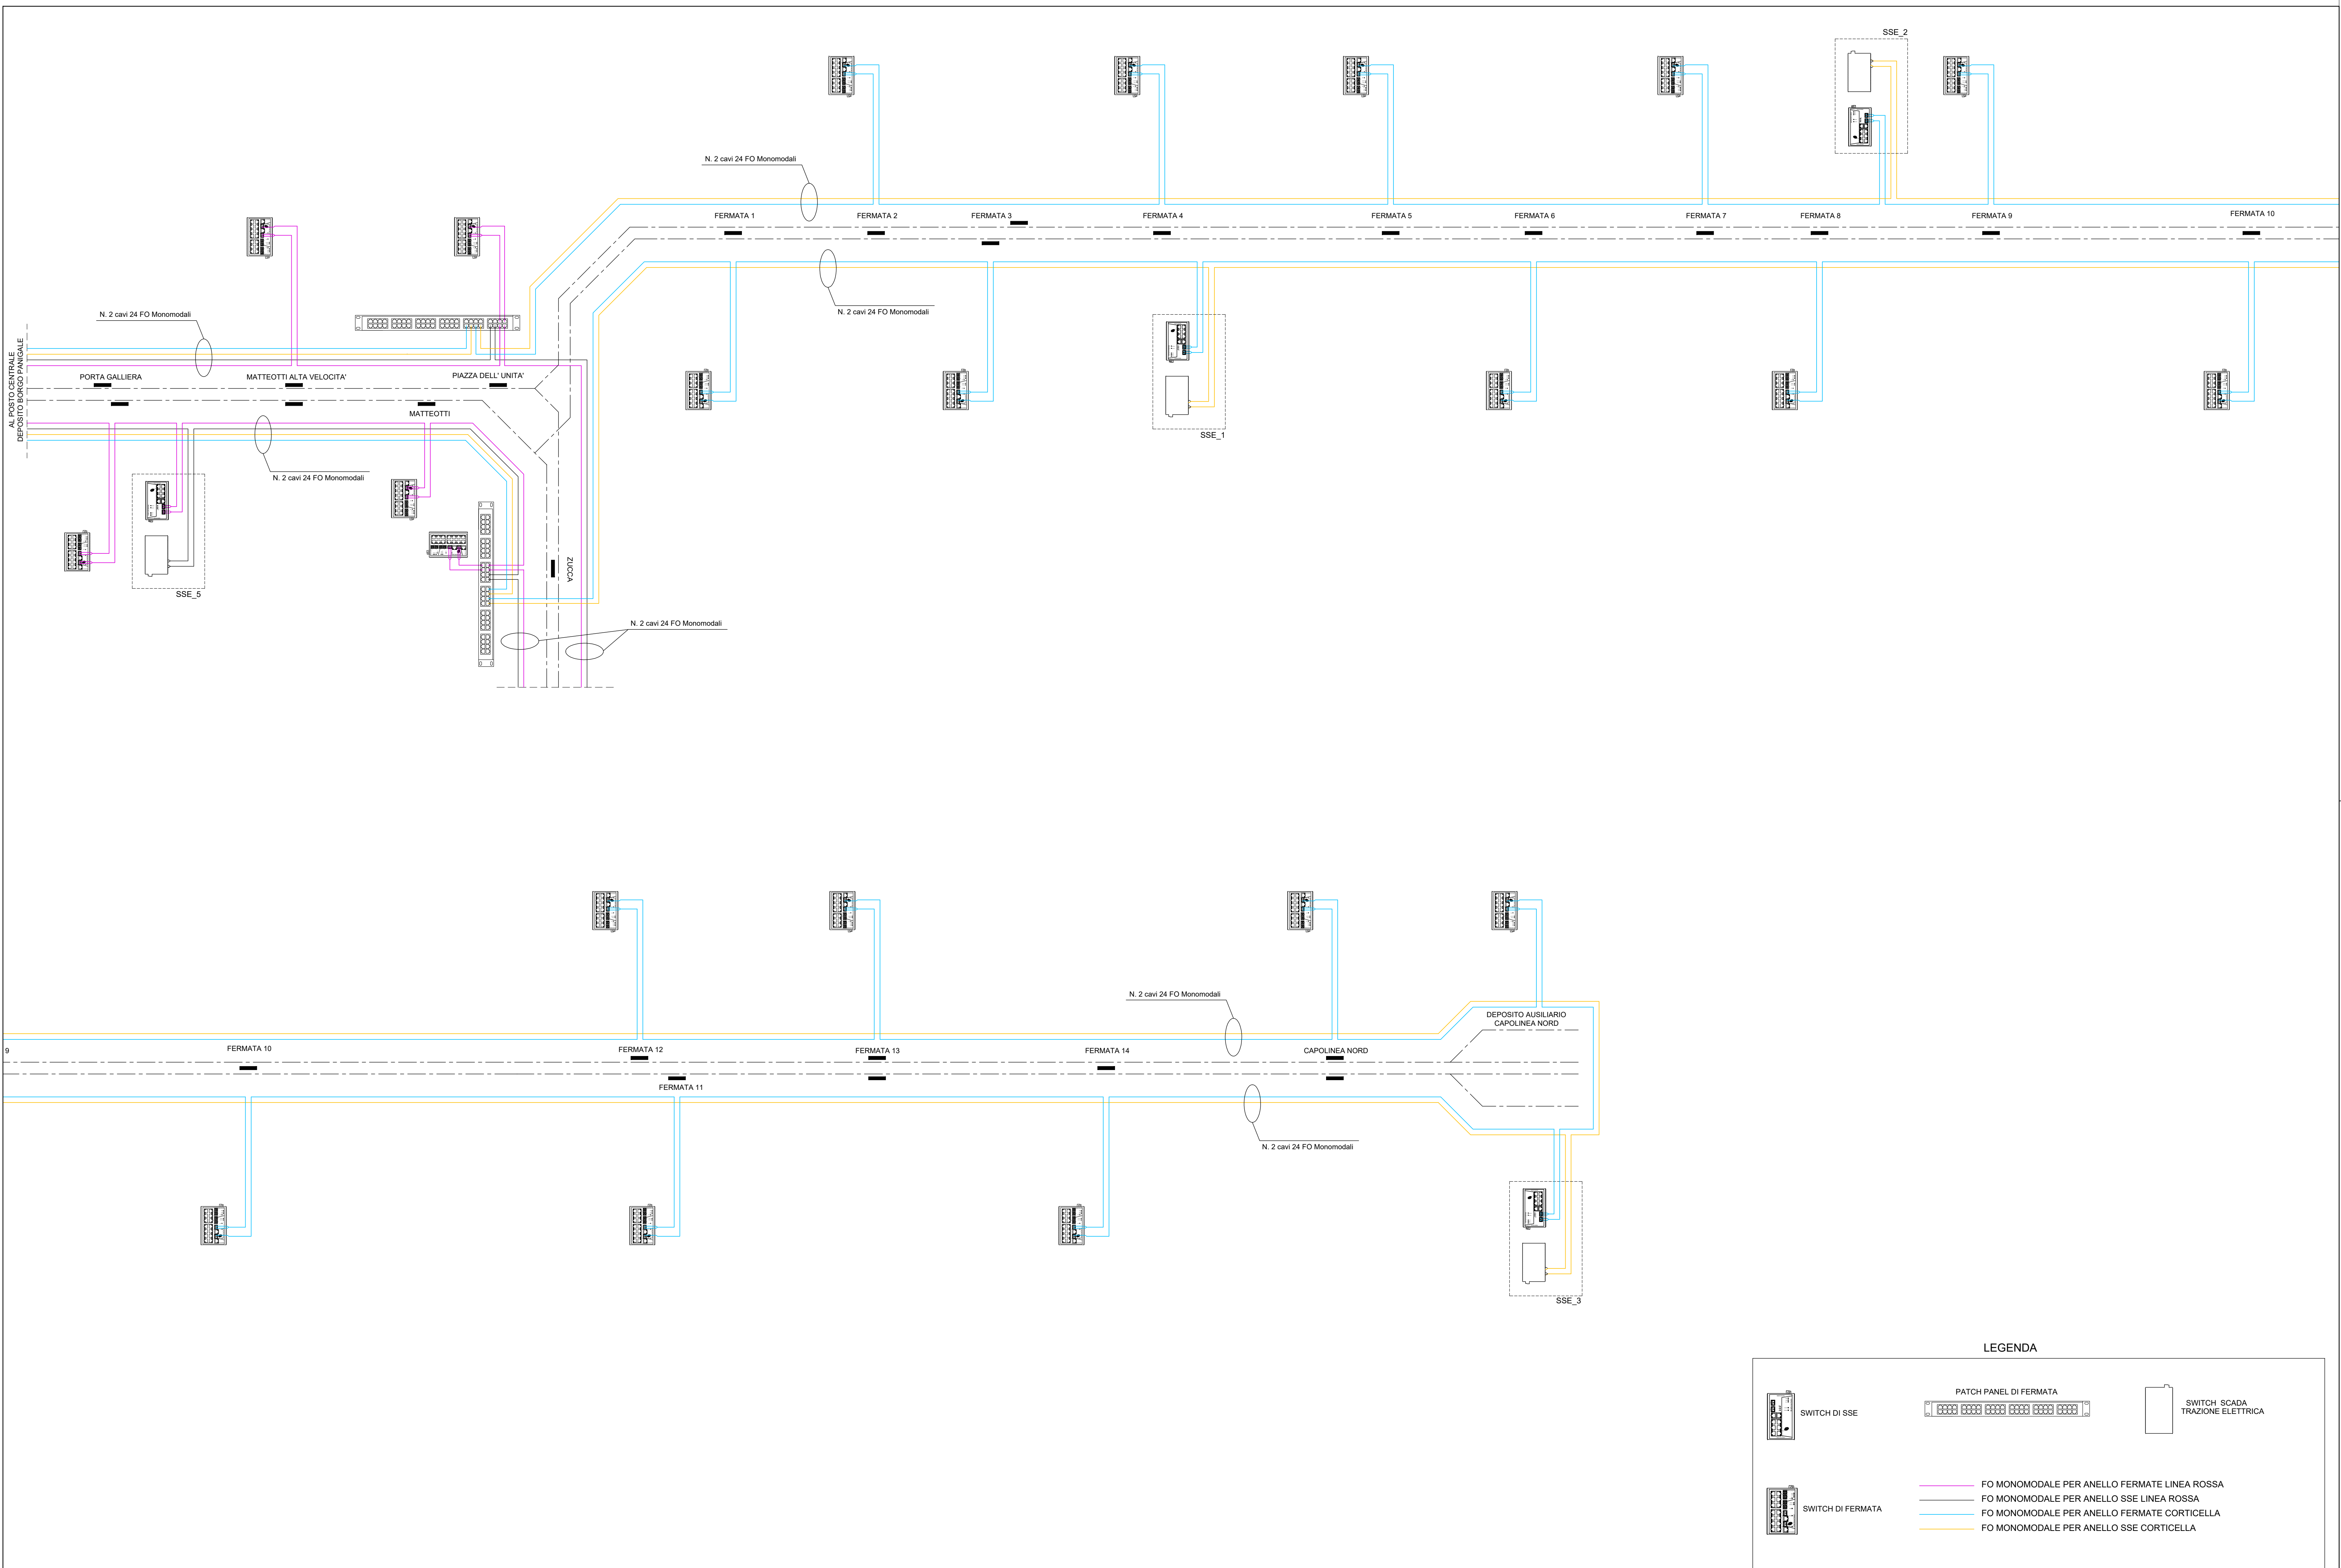 SSE_2
N. 2 cavi 24 FO Monomodali
FERMATA 1
FERMATA 2
FERMATA 3
FERMATA 4
FERMATA 5
FERMATA 6
FERMATA 7
FERMATA 8
FERMATA 9
FERMATA 10
N. 2 cavi 24 FO Monomodali
N. 2 cavi 24 FO Monomodali
AL POSTO CENTRALE
DEPOSITO BORGO PANIGALE
PORTA GALLIERA
MATTEOTTI ALTA VELOCITA'
PIAZZA DELL' UNITA'
MATTEOTTI
SSE_1
N. 2 cavi 24 FO Monomodali
ZUCCA
SSE_5
N. 2 cavi 24 FO Monomodali
N. 2 cavi 24 FO Monomodali
DEPOSITO AUSILIARIO
CAPOLINEA NORD
9
FERMATA 10
FERMATA 12
FERMATA 13
FERMATA 14
CAPOLINEA NORD
FERMATA 11
N. 2 cavi 24 FO Monomodali
SSE_3
LEGENDA
SWITCH DI SSE
PATCH PANEL DI FERMATA
SWITCH SCADA
TRAZIONE ELETTRICA
SWITCH DI FERMATA
FO MONOMODALE PER ANELLO FERMATE LINEA ROSSA
FO MONOMODALE PER ANELLO SSE LINEA ROSSA
FO MONOMODALE PER ANELLO FERMATE CORTICELLA
FO MONOMODALE PER ANELLO SSE CORTICELLA